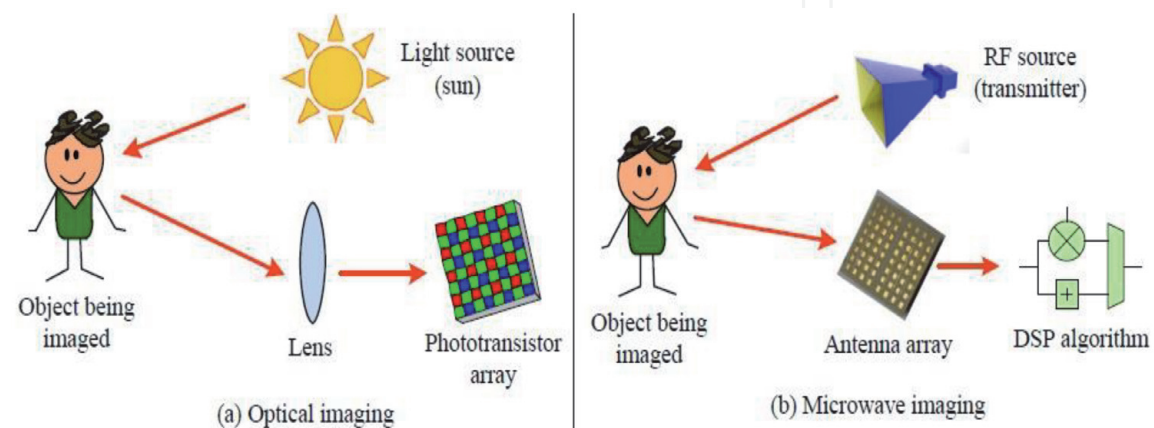 Light source
(sun)
Object being
imaged
Lens
Phototransistor
array
(a) Optical imaging
RF source
(transmitter)
Object being
imaged
Antenna array
DSP algorithm
(b) Microwave imaging